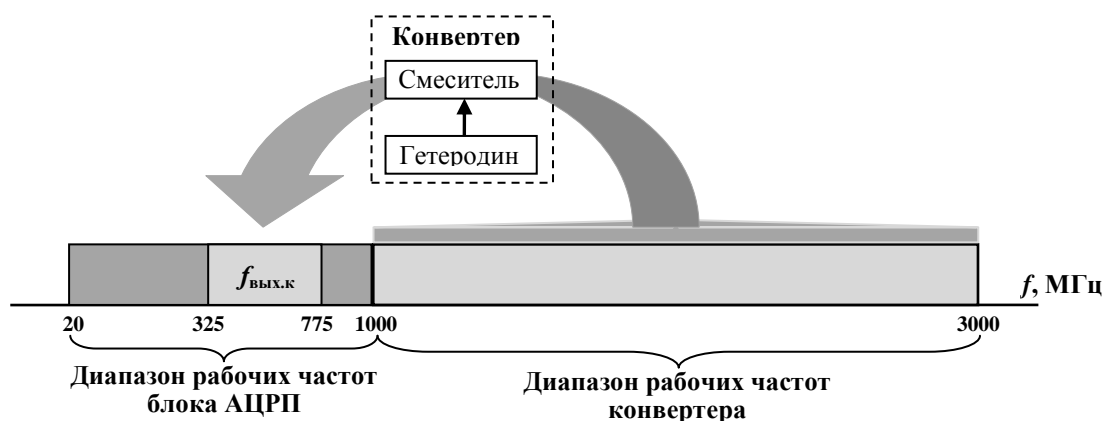 Конвертер
Смеситель
Гетеродин
fвых.к
f, МГц
20
325
775
1000
3000
Диапазон рабочих частот
блока АЦРП
Диапазон рабочих частот
конвертера